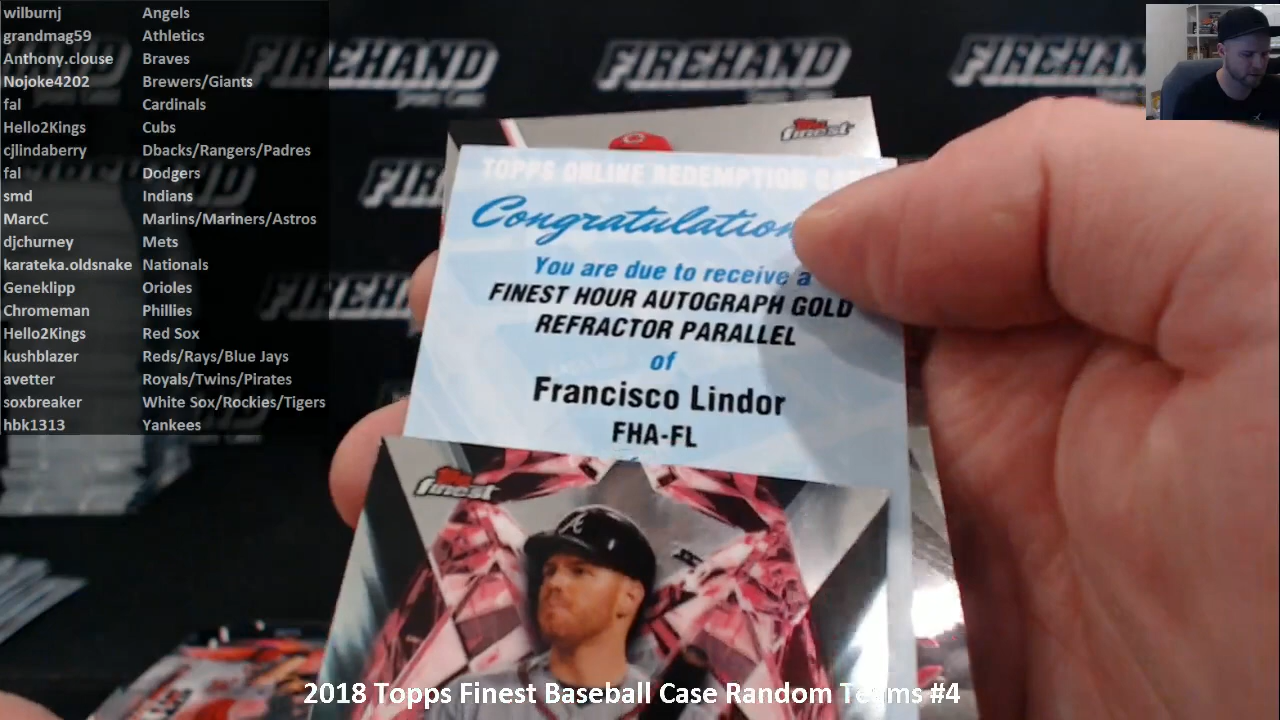 wilburnj Angels
grandmag59 Athletics
Anthony.clouse Braves
Nojoke4202 Brewers/Giants
fal Cardinals
Hello2Kings Cubs
cjlindaberry Dbacks/Rangers/Padres
fal Dodgers
smd Indians
MarcC Marlins/Mariners/Astros
djchurney Mets
karateka.oldsnake Nationals
Geneklipp Orioles
Chromeman Phillies
Hello2Kings Red Sox
kushblazer Reds/Rays/Blue Jays
avetter Royals/Twins/Pirates
soxbreaker White Sox/Rockies/Tigers
hbk1313 Yankees
FIREHAND FIREHAND FIREHAND
Topps finest
TOPPS ONLINE REDEMPTION
Congratulation
You are due to receive a
FINEST HOUR AUTOGRAPH GOLD
REFRACTOR PARALLEL
of
Francisco Lindor
FHA-FL
Topps finest
A
2018 Topps Finest Baseball Case Random Teams #4